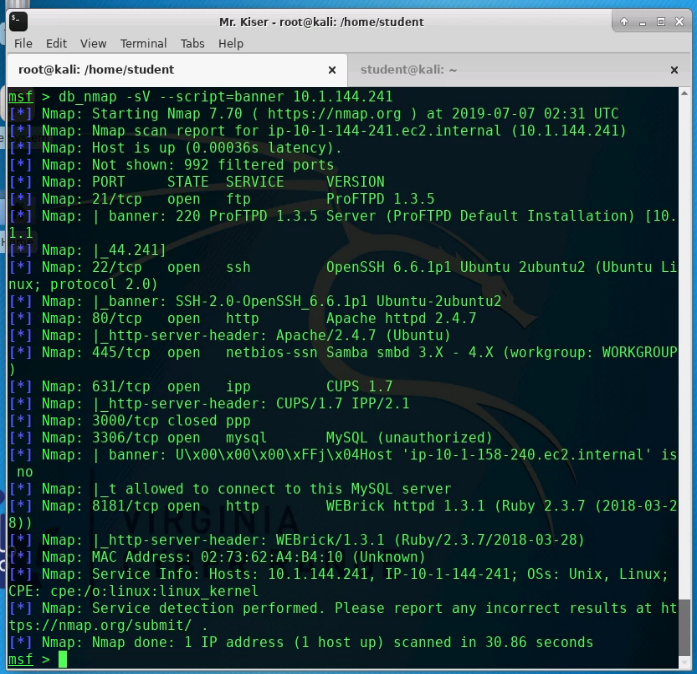 Mr. Kiser - root@kali: /home/student
File Edit View Terminal Tabs Help
root@kali: /home/student × student@kali: ~ ×
msf > db_nmap -sV --script=banner 10.1.144.241
[*] Nmap: Starting Nmap 7.70 ( https://nmap.org ) at 2019-07-07 02:31 UTC
[*] Nmap: Nmap scan report for ip-10-1-144-241.ec2.internal (10.1.144.241)
[*] Nmap: Host is up (0.00036s latency).
[*] Nmap: Not shown: 992 filtered ports
[*] Nmap: PORT     STATE  SERVICE     VERSION
[*] Nmap: 21/tcp   open   ftp         ProFTPD 1.3.5
[*] Nmap: | banner: 220 ProFTPD 1.3.5 Server (ProFTPD Default Installation) [10.
1.1
[*] Nmap: |_44.241]
[*] Nmap: 22/tcp   open   ssh         OpenSSH 6.6.1p1 Ubuntu 2ubuntu2 (Ubuntu Li
nux; protocol 2.0)
[*] Nmap: |_banner: SSH-2.0-OpenSSH_6.6.1p1 Ubuntu-2ubuntu2
[*] Nmap: 80/tcp   open   http        Apache httpd 2.4.7
[*] Nmap: |_http-server-header: Apache/2.4.7 (Ubuntu)
[*] Nmap: 445/tcp  open   netbios-ssn Samba smbd 3.X - 4.X (workgroup: WORKGROUP
)
[*] Nmap: 631/tcp  open   ipp         CUPS 1.7
[*] Nmap: |_http-server-header: CUPS/1.7 IPP/2.1
[*] Nmap: 3000/tcp closed ppp
[*] Nmap: 3306/tcp open   mysql       MySQL (unauthorized)
[*] Nmap: | banner: U\x00\x00\x00\xFFj\x04Host 'ip-10-1-158-240.ec2.internal' is
 no
[*] Nmap: |_t allowed to connect to this MySQL server
[*] Nmap: 8181/tcp open   http        WEBrick httpd 1.3.1 (Ruby 2.3.7 (2018-03-2
8))
[*] Nmap: |_http-server-header: WEBrick/1.3.1 (Ruby/2.3.7/2018-03-28)
[*] Nmap: MAC Address: 02:73:62:A4:B4:10 (Unknown)
[*] Nmap: Service Info: Hosts: 10.1.144.241, IP-10-1-144-241; OSs: Unix, Linux;
CPE: cpe:/o:linux:linux_kernel
[*] Nmap: Service detection performed. Please report any incorrect results at ht
tps://nmap.org/submit/ .
[*] Nmap: Nmap done: 1 IP address (1 host up) scanned in 30.86 seconds
msf >
VIRGINIA